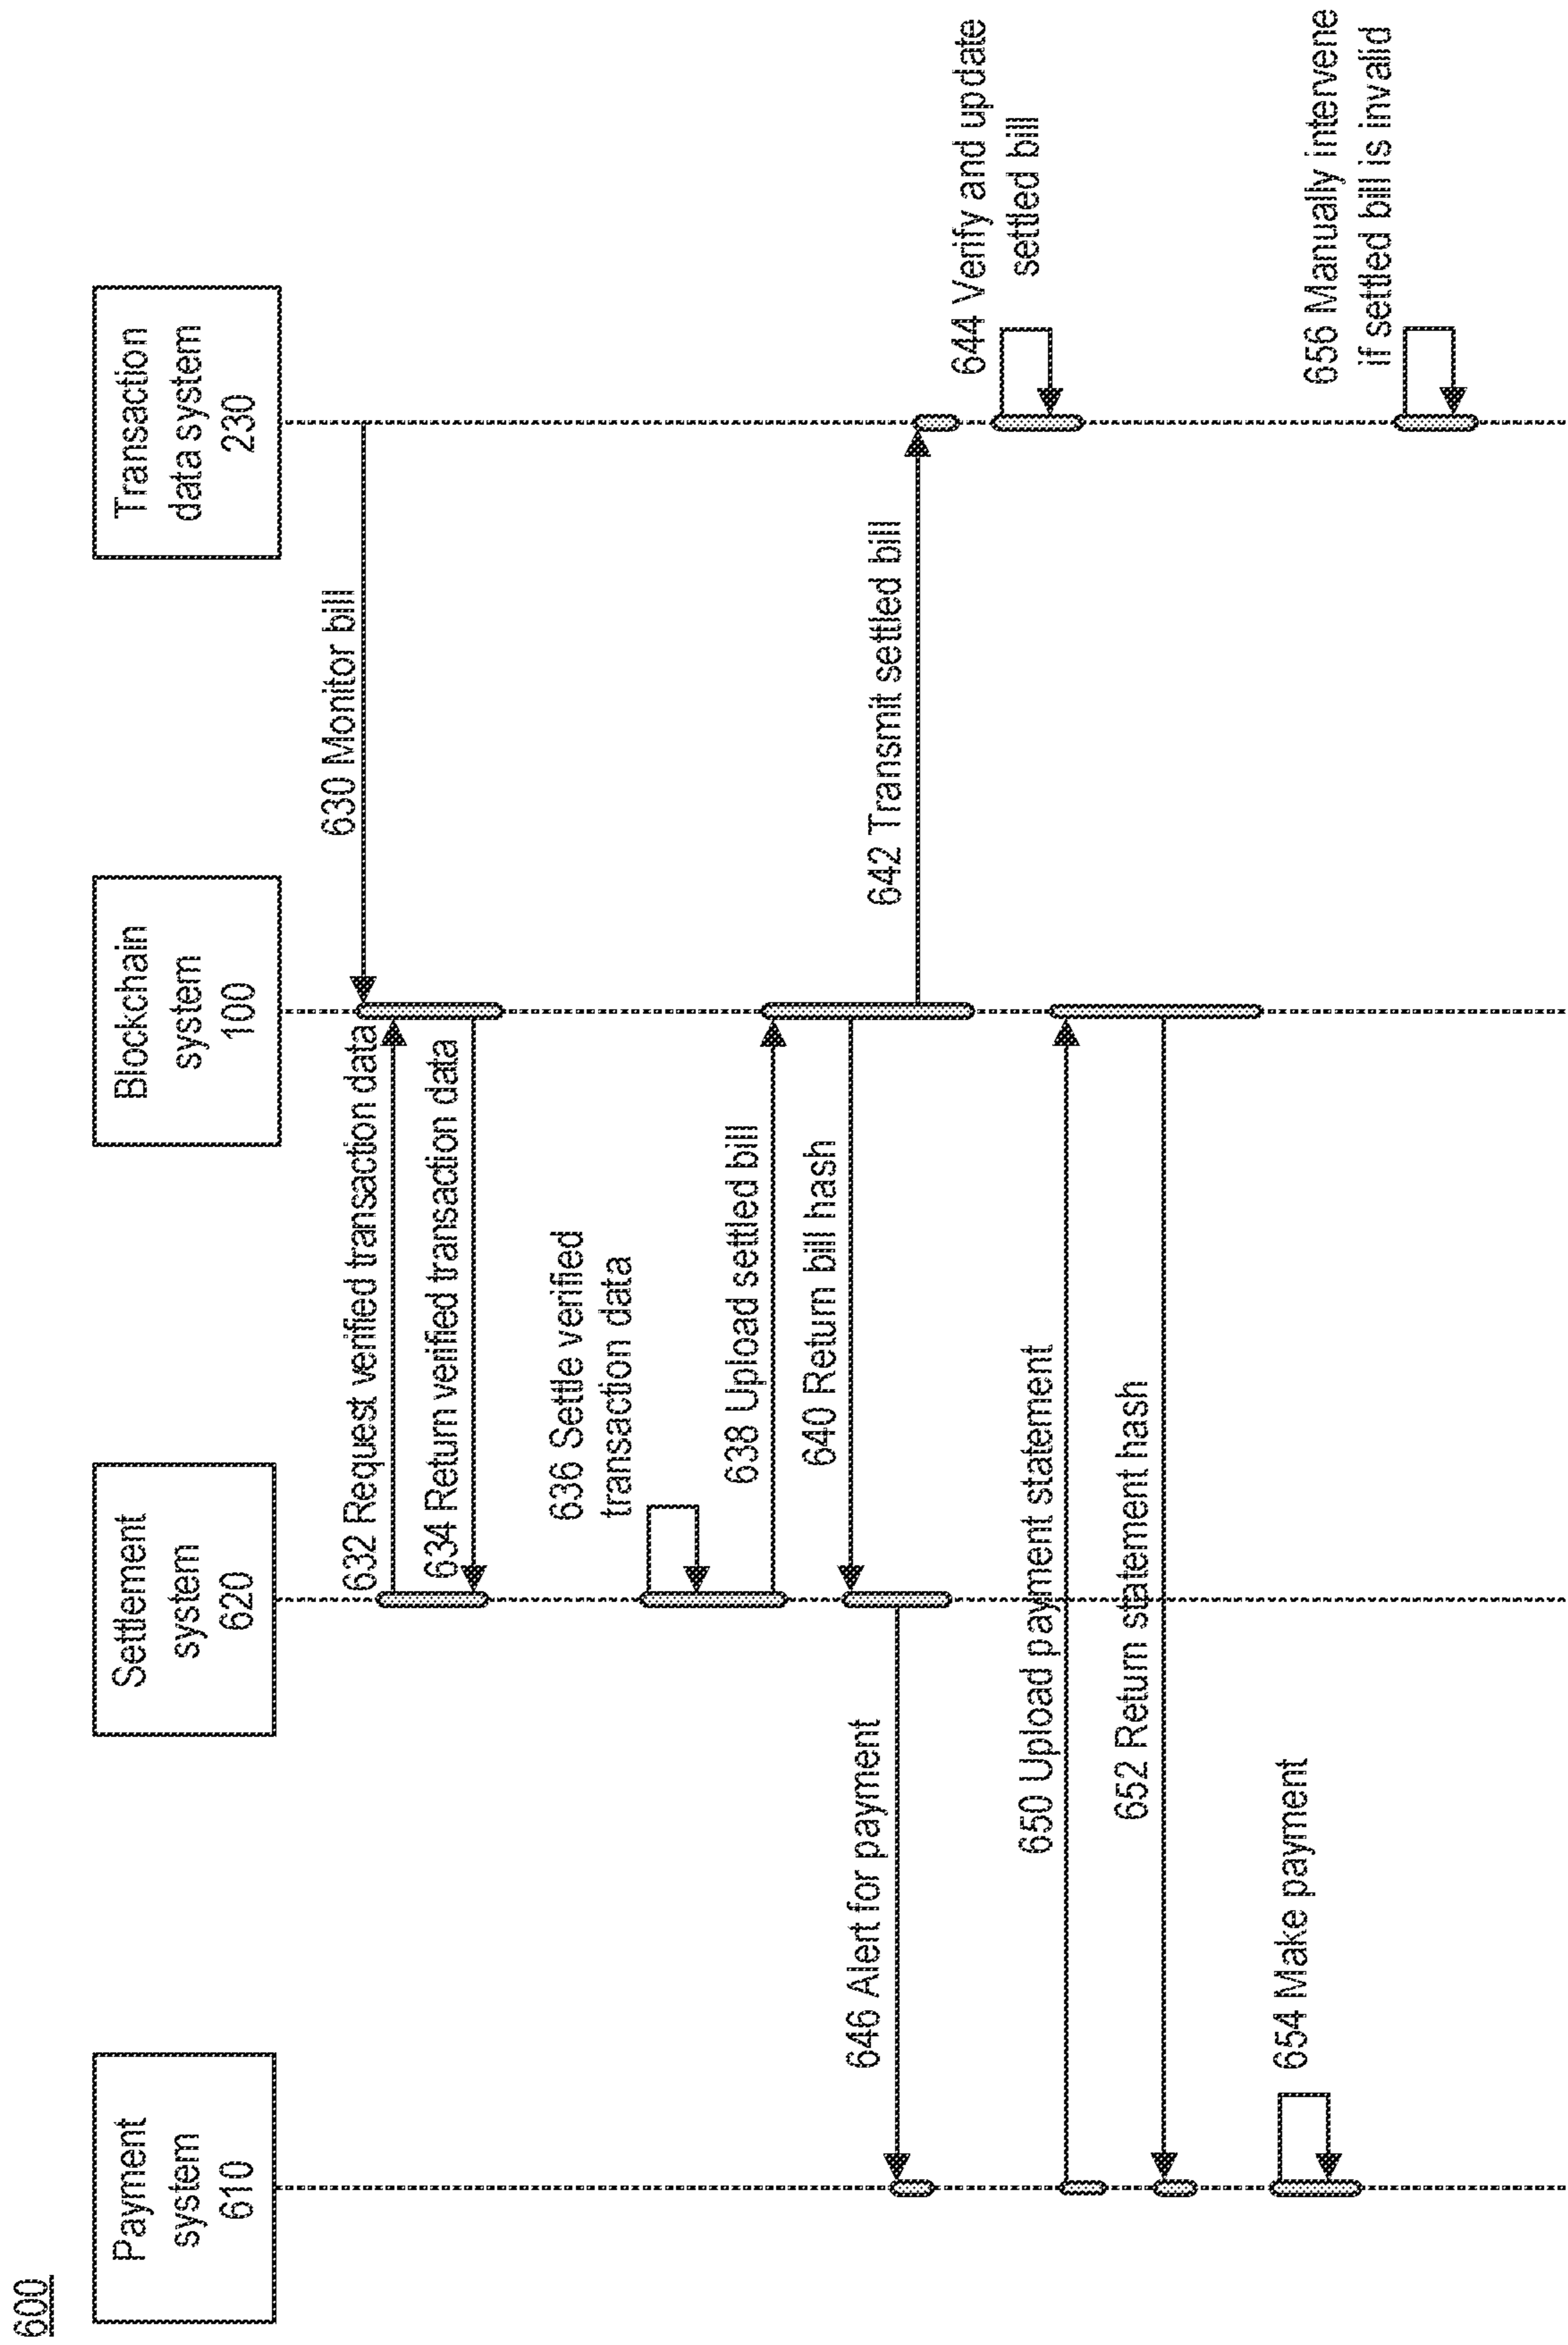 600
Payment
system
610
Settlement
system
620
Blockchain
system
100
Transaction
data system
230
630 Monitor bill
632 Request verified transaction data
634 Return verified transaction data
636 Settle verified
transaction data
638 Upload settled bill
640 Return bill hash
646 Alert for payment
642 Transmit settled bill
644 Verify and update
settled bill
650 Upload payment statement
652 Return statement hash
654 Make payment
656 Manually intervene
if settled bill is invalid